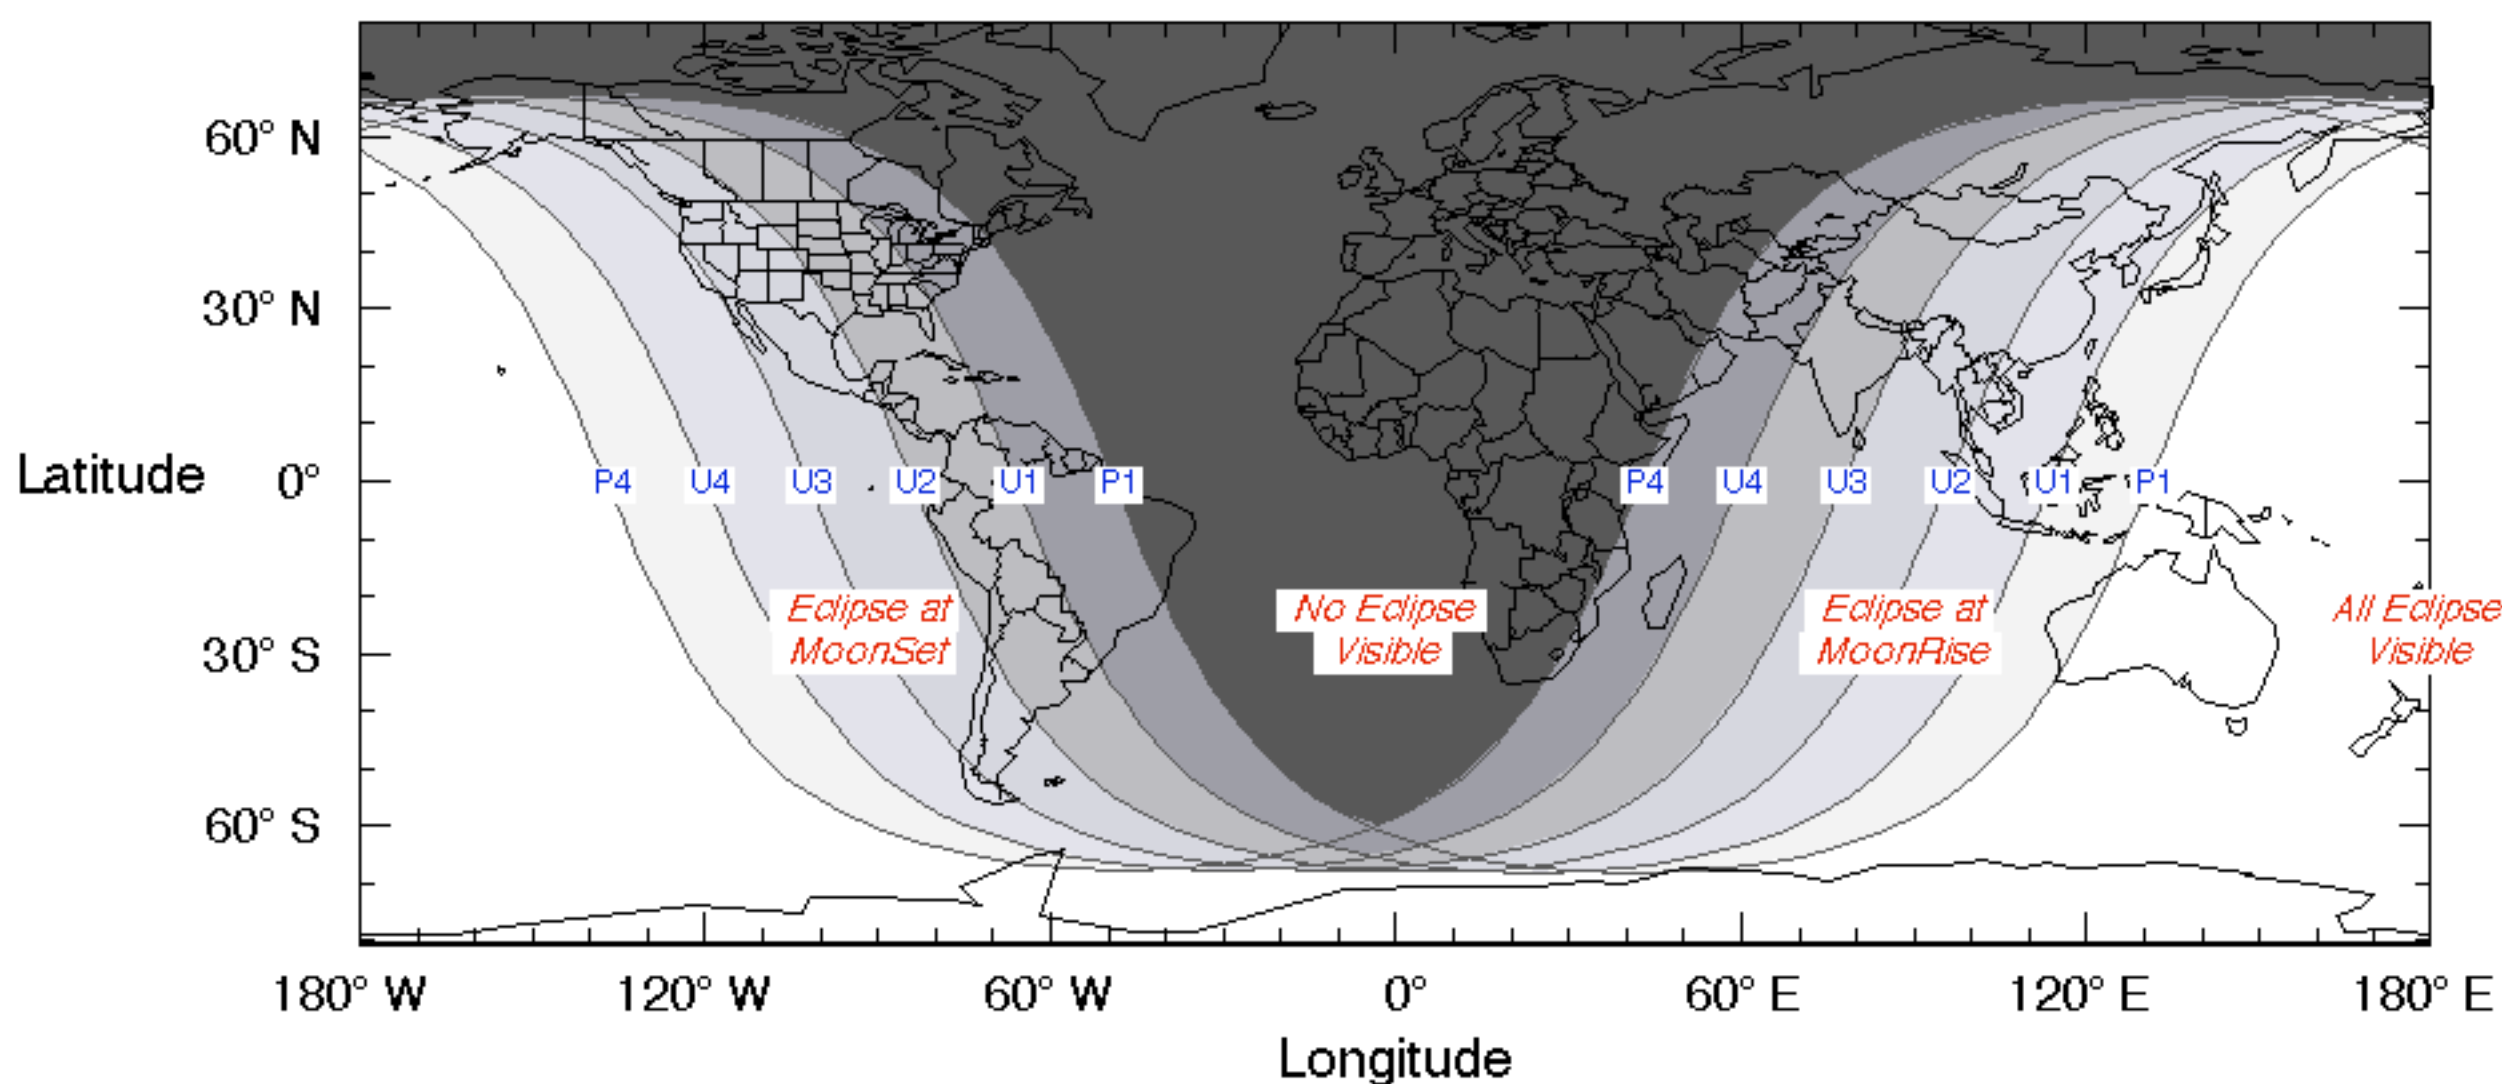 60° N
30° N
Latitude 0°
P4 U4 U3 U2 U1 P1 P4 U4 U3 U2 U1 P1
Eclipse at
MoonSet
No Eclipse
Visible
Eclipse at
MoonRise
All Eclipse
Visible
30° S
60° S
180° W 120° W 60° W 0° 60° E 120° E 180° E
Longitude